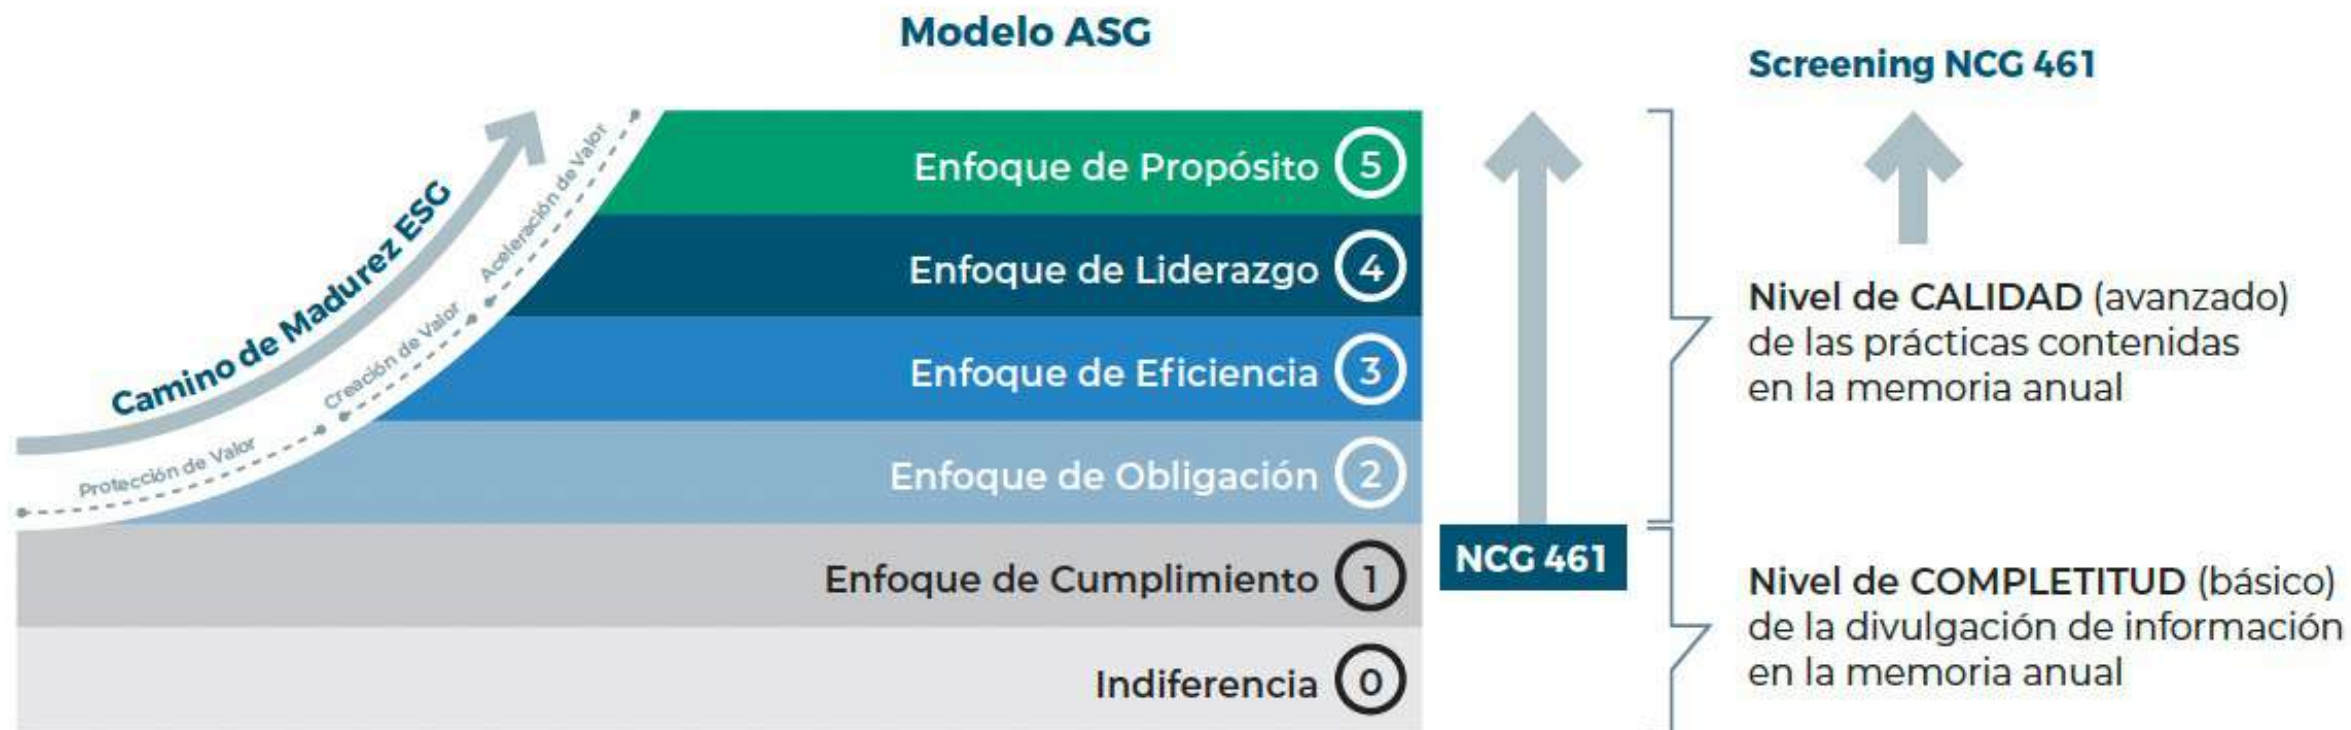 Modelo ASG
Screening NCG 461
Camino de Madurez ESG
Protección de Valor
Creación de Valor
Aceleración de Valor
Enfoque de Propósito 5
Enfoque de Liderazgo 4
Enfoque de Eficiencia 3
Enfoque de Obligación 2
Enfoque de Cumplimiento 1
Indiferencia 0
NCG 461
Nivel de CALIDAD (avanzado)
de las prácticas contenidas
en la memoria anual
Nivel de COMPLETITUD (básico)
de la divulgación de información
en la memoria anual